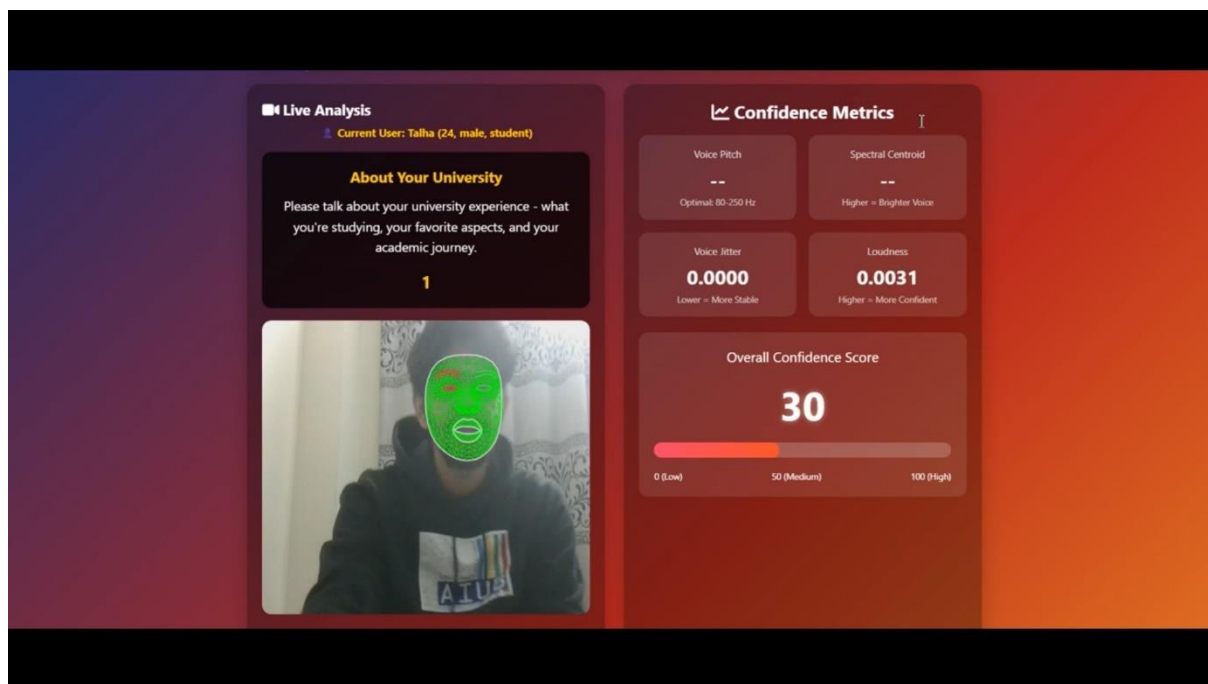 Live Analysis
Current User: Talha (24, male, student)
About Your University
Please talk about your university experience - what
you're studying, your favorite aspects, and your
academic journey.
1
AIUP
Confidence Metrics
Voice Pitch
--
Optimal: 80-250 Hz
Spectral Centroid
--
Higher = Brighter Voice
Voice Jitter
0.0000
Lower = More Stable
Loudness
0.0031
Higher = More Confident
Overall Confidence Score
30
0 (Low)
50 (Medium)
100 (High)